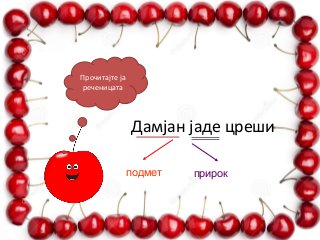 Прочитајте ја
реченицата
Дамјан јаде цреши
подмет прирок